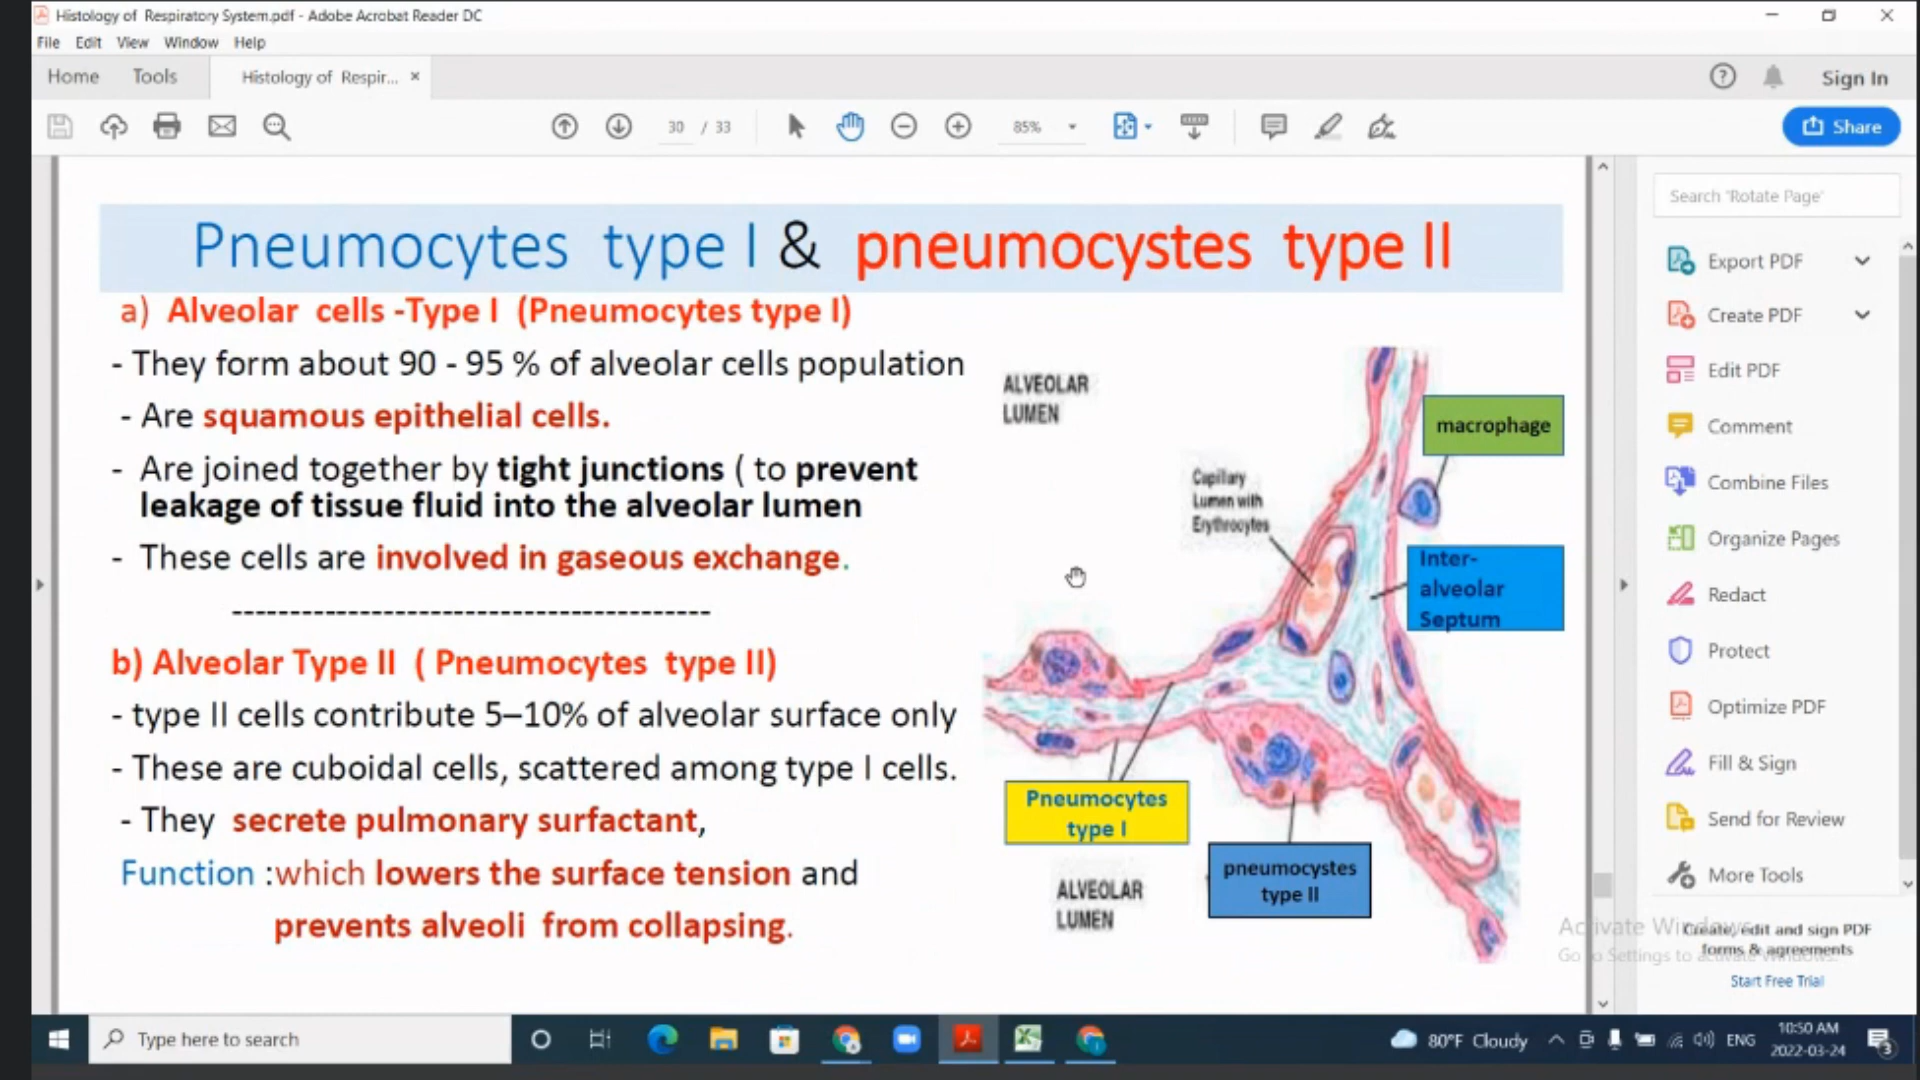 Histology of Respiratory System.pdf - Adobe Acrobat Reader DC
File Edit View Window Help
Home Tools Histology of Respir... × Sign In
30 / 33 85% Share
Pneumocytes type I & pneumocystes type II
a) Alveolar cells -Type I (Pneumocytes type I)
- They form about 90 - 95 % of alveolar cells population
- Are squamous epithelial cells.
- Are joined together by tight junctions ( to prevent
leakage of tissue fluid into the alveolar lumen
- These cells are involved in gaseous exchange.
----------------------------------------
b) Alveolar Type II ( Pneumocytes type II)
- type II cells contribute 5–10% of alveolar surface only
- These are cuboidal cells, scattered among type I cells.
- They secrete pulmonary surfactant,
Function :which lowers the surface tension and
prevents alveoli from collapsing.
ALVEOLAR
LUMEN
macrophage
Capillary
Lumen with
Erythrocytes
Inter-
alveolar
Septum
Pneumocytes
type I
pneumocystes
type II
ALVEOLAR
LUMEN
Search 'Rotate Page'
Export PDF
Create PDF
Edit PDF
Comment
Combine Files
Organize Pages
Redact
Protect
Optimize PDF
Fill & Sign
Send for Review
More Tools
Activate Windows
Go to Settings to activate Windows.
Create, edit and sign PDF
forms & agreements
Start Free Trial
Type here to search
80°F Cloudy
ENG
10:50 AM
2022-03-24
3